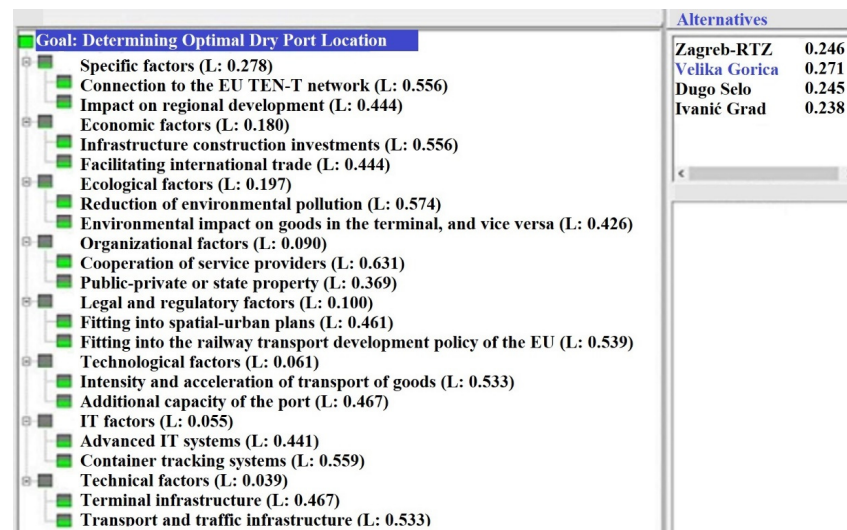 Goal: Determining Optimal Dry Port Location
Specific factors (L: 0.278)
Connection to the EU TEN-T network (L: 0.556)
Impact on regional development (L: 0.444)
Economic factors (L: 0.180)
Infrastructure construction investments (L: 0.556)
Facilitating international trade (L: 0.444)
Ecological factors (L: 0.197)
Reduction of environmental pollution (L: 0.574)
Environmental impact on goods in the terminal, and vice versa (L: 0.426)
Organizational factors (L: 0.090)
Cooperation of service providers (L: 0.631)
Public-private or state property (L: 0.369)
Legal and regulatory factors (L: 0.100)
Fitting into spatial-urban plans (L: 0.461)
Fitting into the railway transport development policy of the EU (L: 0.539)
Technological factors (L: 0.061)
Intensity and acceleration of transport of goods (L: 0.533)
Additional capacity of the port (L: 0.467)
IT factors (L: 0.055)
Advanced IT systems (L: 0.441)
Container tracking systems (L: 0.559)
Technical factors (L: 0.039)
Terminal infrastructure (L: 0.467)
Transport and traffic infrastructure (L: 0.533)
Alternatives
Zagreb-RTZ 0.246
Velika Gorica 0.271
Dugo Selo 0.245
Ivanić Grad 0.238